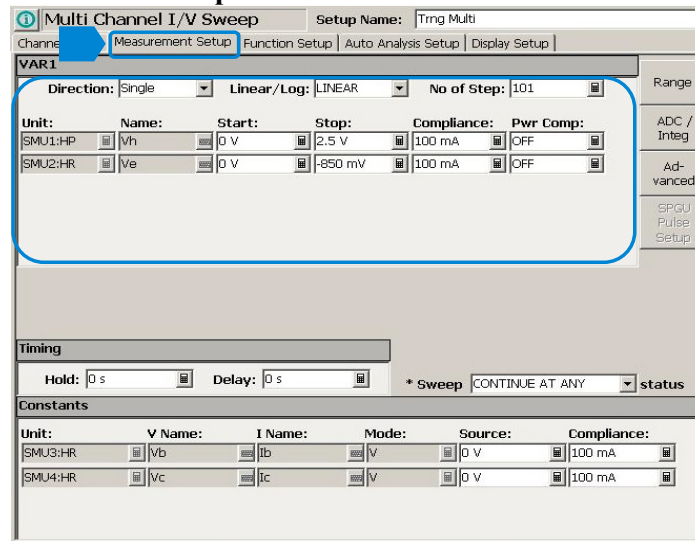 Multi Channel I/V Sweep Setup Name: Trng Multi
Channe Measurement Setup Function Setup Auto Analysis Setup Display Setup
VAR1
Direction: Single Linear/Log: LINEAR No of Step: 101
Range
Unit: Name: Start: Stop: Compliance: Pwr Comp:
ADC / Integ
SMU1:HP Vh 0 V 2.5 V 100 mA OFF
SMU2:HR Ve 0 V -850 mV 100 mA OFF
Ad-
vanced
SPGU
Pulse
Setup
Timing
Hold: 0 s Delay: 0 s * Sweep CONTINUE AT ANY status
Constants
Unit: V Name: I Name: Mode: Source: Compliance:
SMU3:HR Vb Ib V 0 V 100 mA
SMU4:HR Vc Ic V 0 V 100 mA